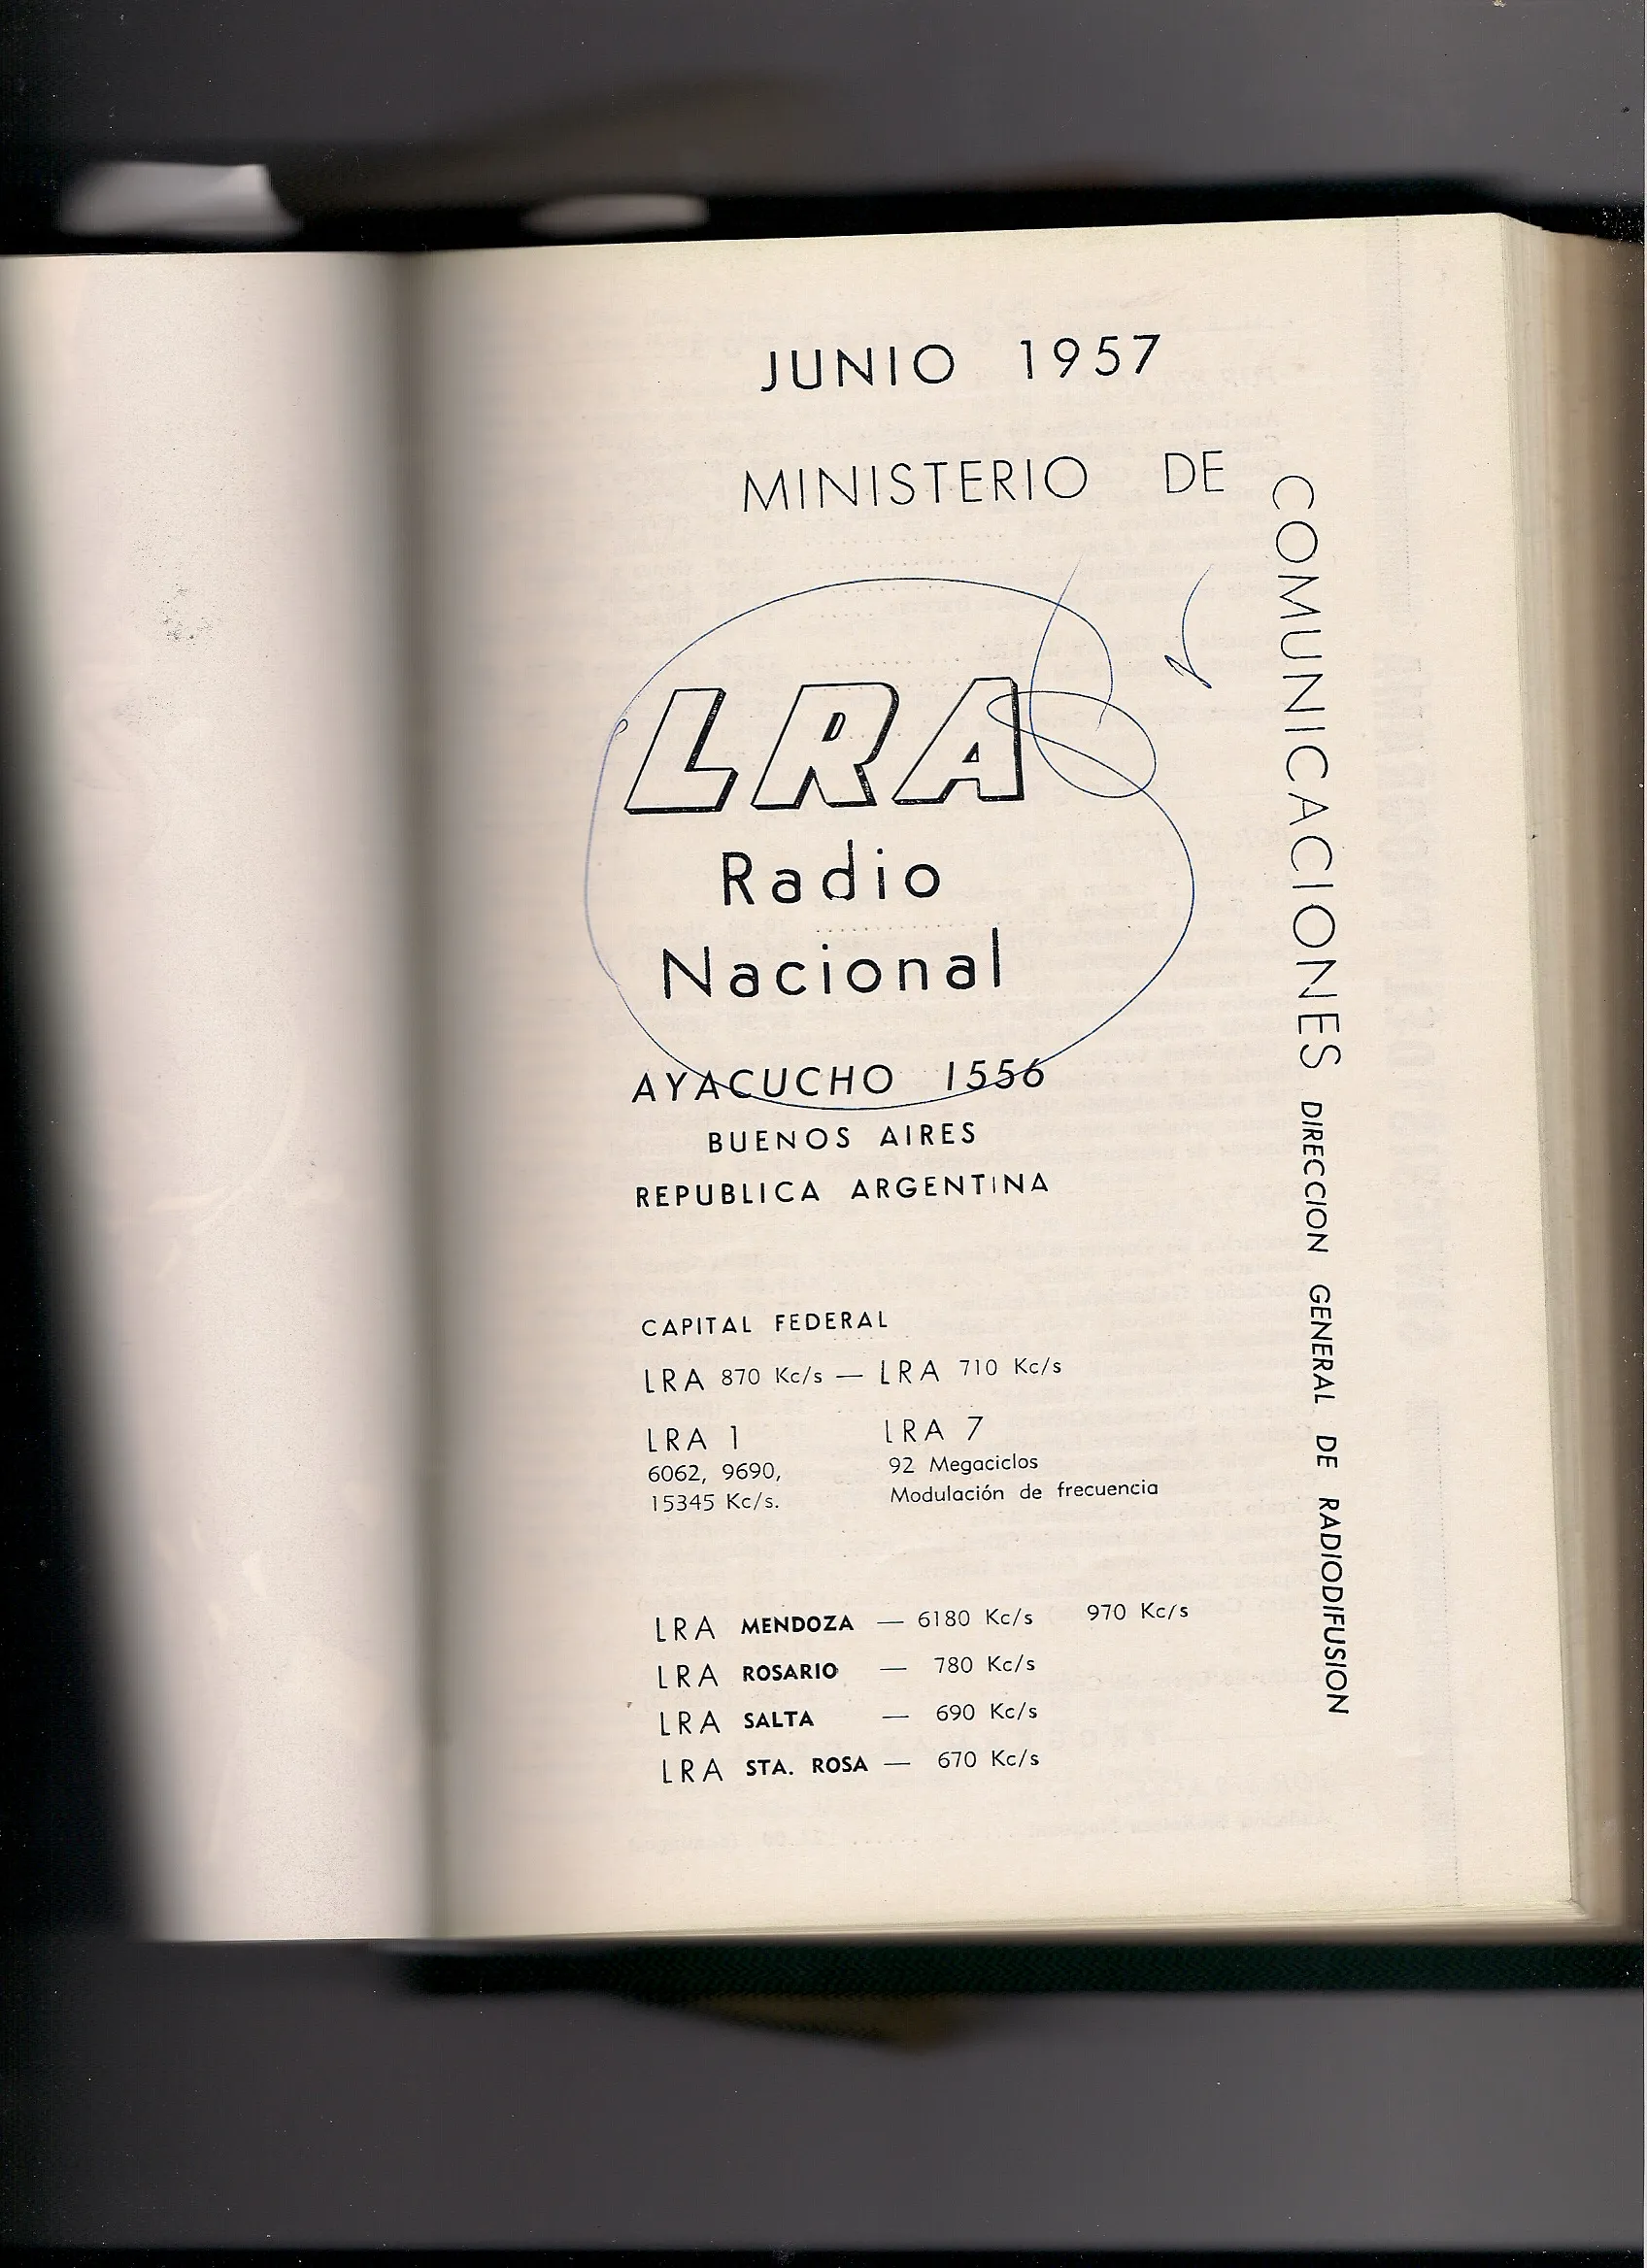 JUNIO 1957
MINISTERIO DE
COMUNICACIONES DIRECCION GENERAL DE RADIODIFUSION
LRA
Radio
Nacional
AYACUCHO 1556
BUENOS AIRES
REPUBLICA ARGENTINA
CAPITAL FEDERAL
LRA 870 Kc/s — LRA 710 Kc/s
LRA 1
6062, 9690,
15345 Kc/s.
LRA 7
92 Megaciclos
Modulación de frecuencia
LRA MENDOZA — 6180 Kc/s 970 Kc/s
LRA ROSARIO — 780 Kc/s
LRA SALTA — 690 Kc/s
LRA STA. ROSA — 670 Kc/s